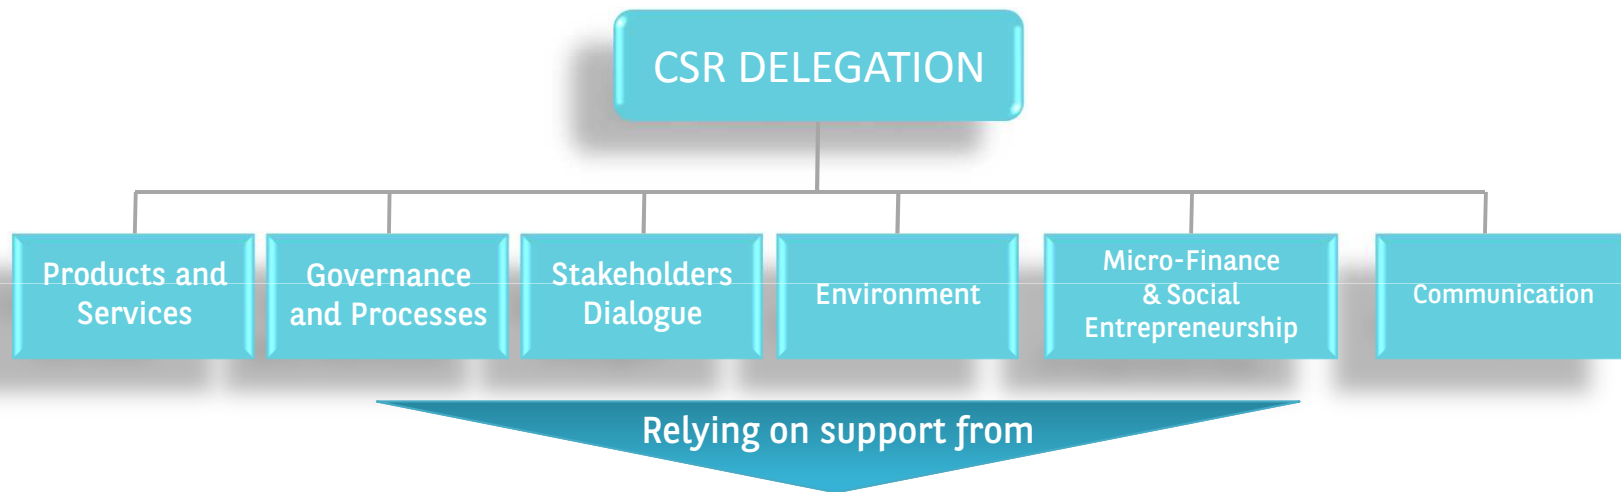 CSR DELEGATION
Products and
Services
Governance
and Processes
Stakeholders
Dialogue
Environment
Micro-Finance
& Social
Entrepreneurship
Communication
Relying on support from